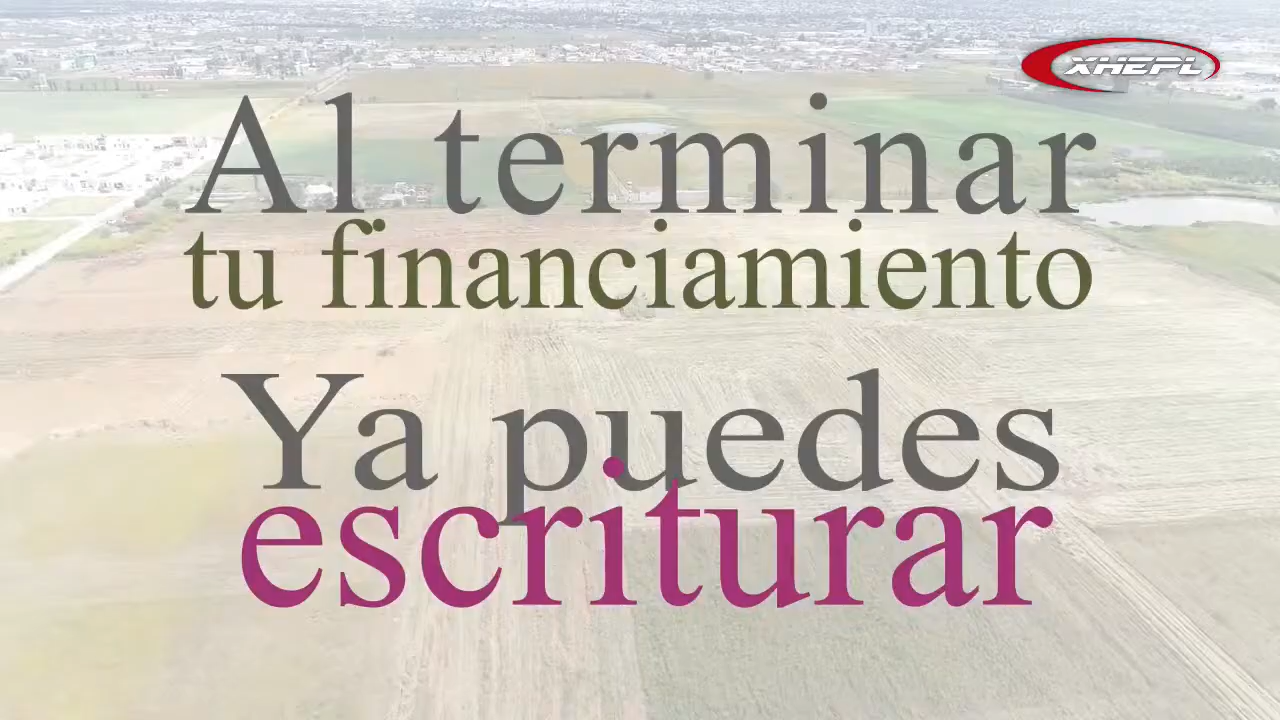 XHEPL
Al terminar
tu financiamiento
Ya puedes
escriturar